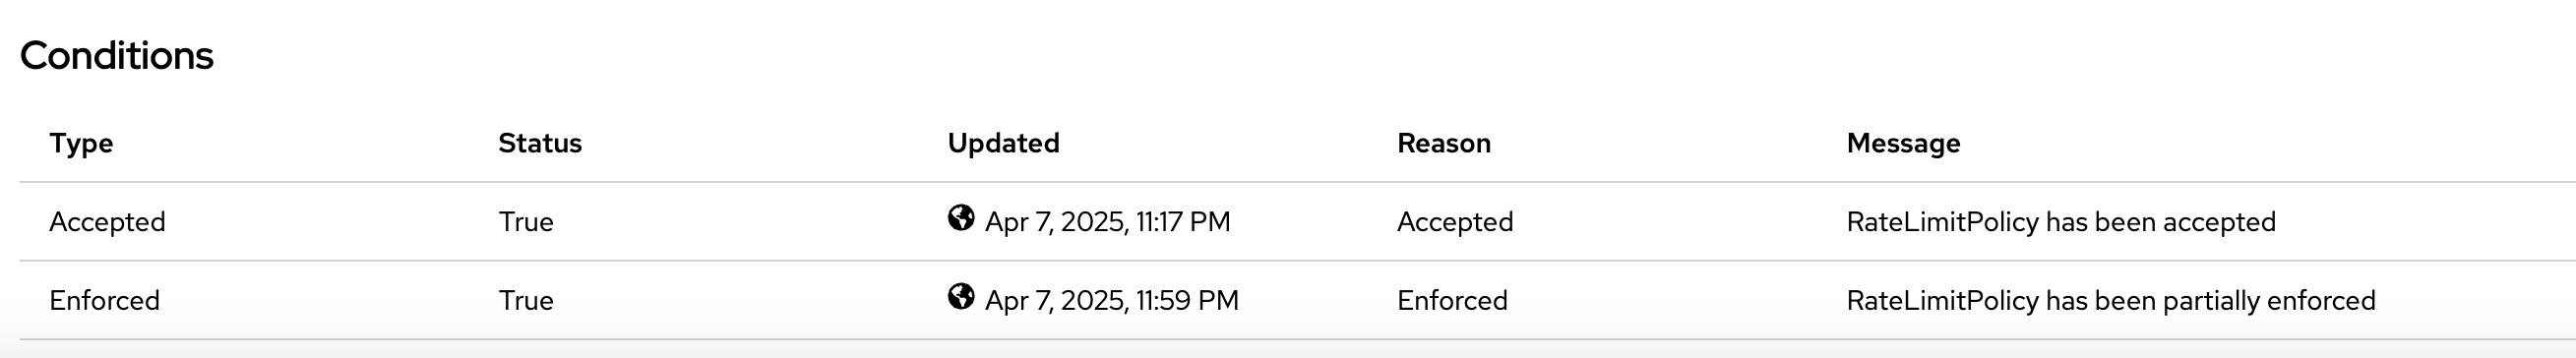 Conditions
Type Status Updated Reason Message
Accepted True Apr 7, 2025, 11:17 PM Accepted RateLimitPolicy has been accepted
Enforced True Apr 7, 2025, 11:59 PM Enforced RateLimitPolicy has been partially enforced